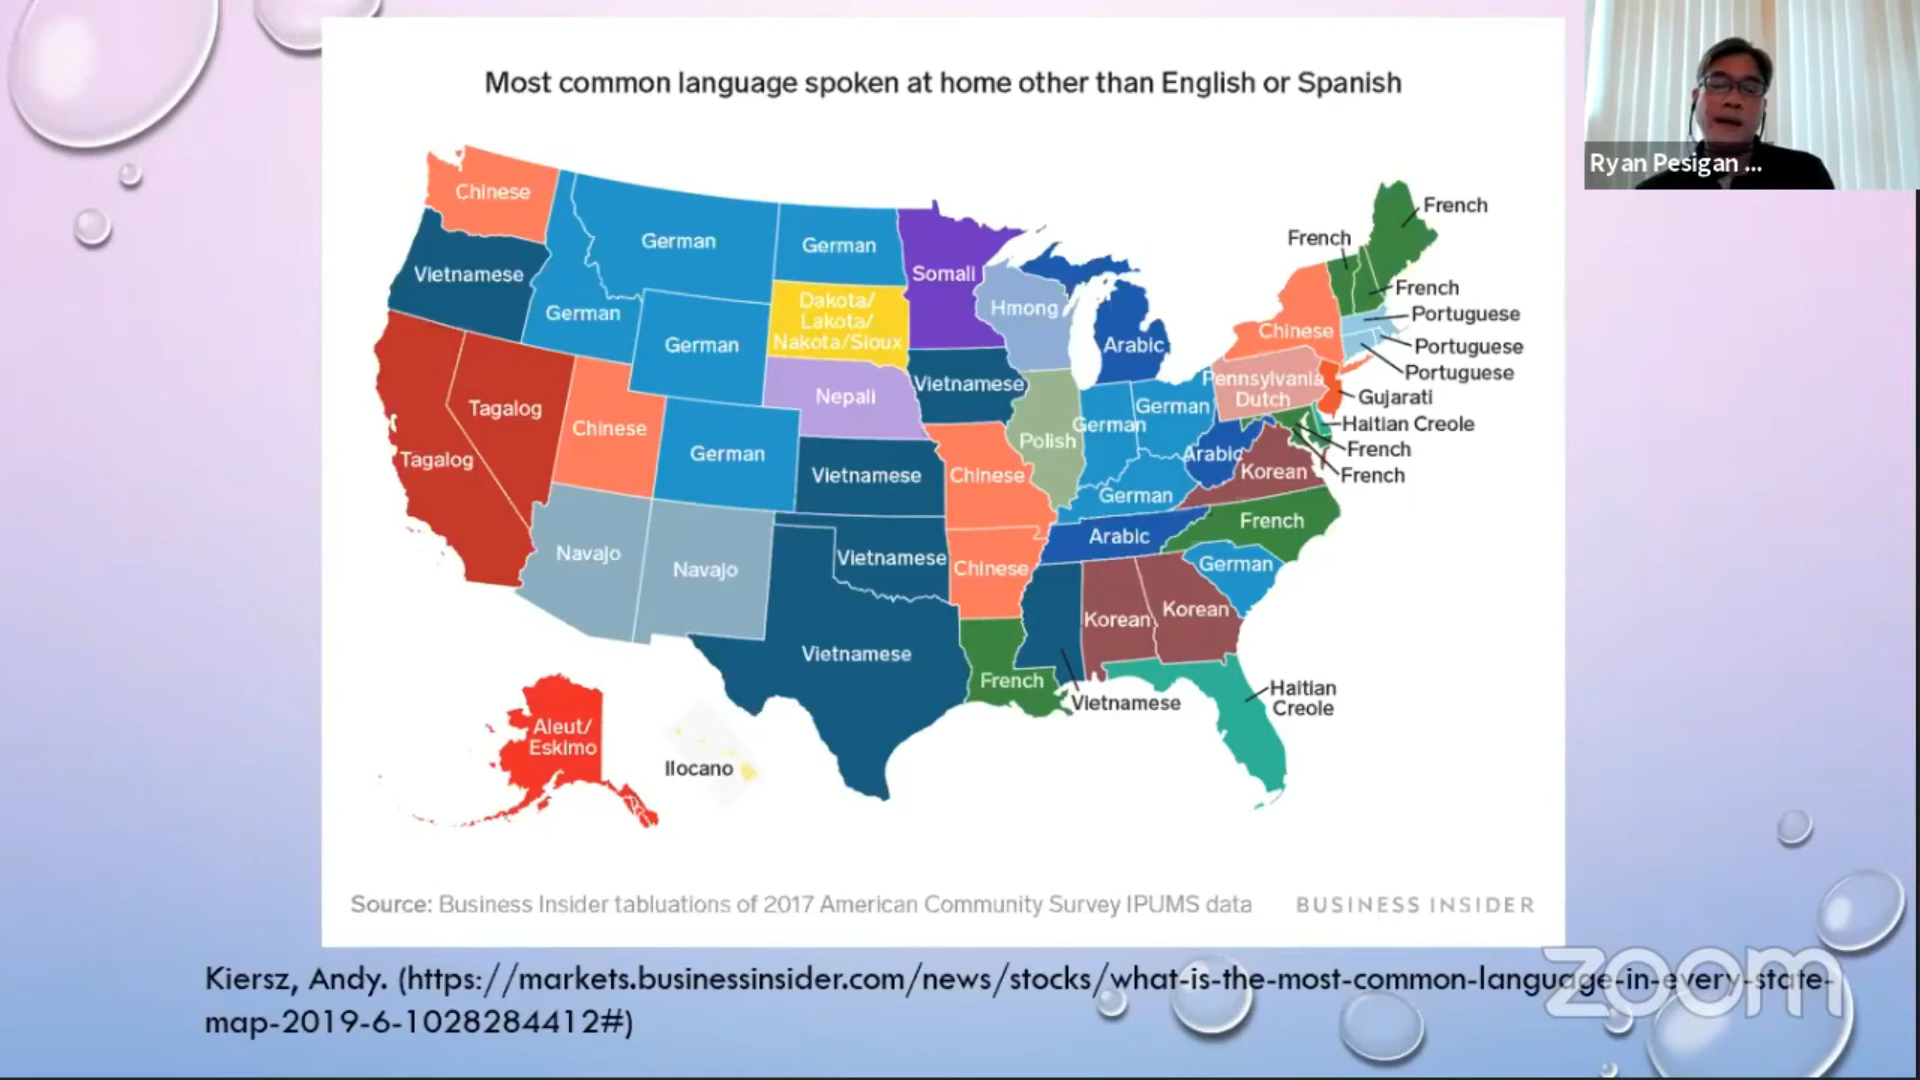 Most common language spoken at home other than English or Spanish
Ryan Pesigan ...
Chinese
German
German
Somali
French
French
Vietnamese
German
Dakota/
Lakota/
Nakota/Sioux
Hmong
Arabic
French
Portuguese
Chinese
Portuguese
Portuguese
German
Vietnamese
Pennsylvania
Dutch
Gujarati
Tagalog
Nepali
German
German
Haitian Creole
Chinese
Polish
French
Tagalog
German
Arabic
Korean
French
Vietnamese
Chinese
German
French
Navajo
Navajo
Vietnamese
Chinese
Arabic
German
Korean
Korean
Vietnamese
French
Vietnamese
Haitian
Creole
Aleut/
Eskimo
Ilocano
Source: Business Insider tabluations of 2017 American Community Survey IPUMS data
BUSINESS INSIDER
Kiersz, Andy. (https://markets.businessinsider.com/news/stocks/what-is-the-most-common-language-in-every-state-
map-2019-6-1028284412#)
zoom